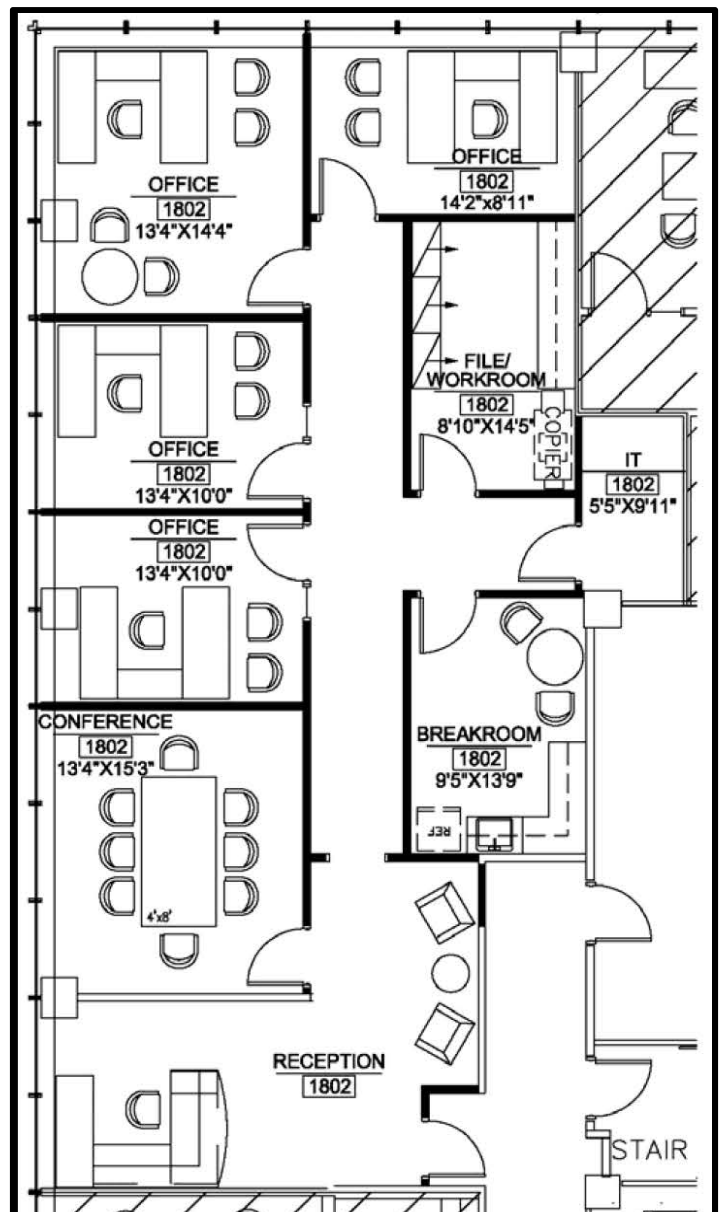 OFFICE
1802
14'2"x8'11"
OFFICE
1802
13'4"X14'4"
FILE/
WORKROOM
1802
8'10"X14'5"
COPIER
OFFICE
1802
13'4"X10'0"
IT
1802
5'5"X9'11"
OFFICE
1802
13'4"X10'0"
CONFERENCE
1802
13'4"X15'3"
4'x8'
BREAKROOM
1802
9'5"X13'9"
REF
RECEPTION
1802
STAIR